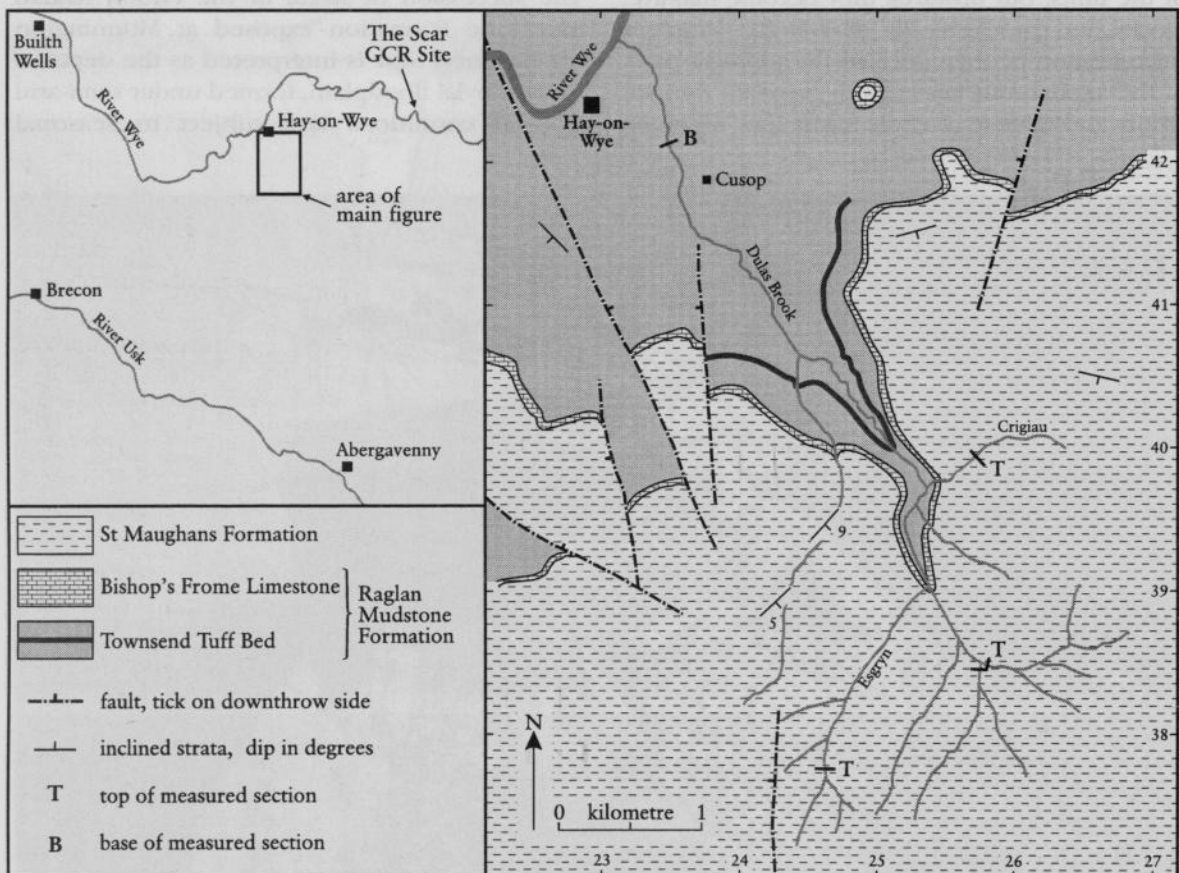 Builth
Wells
The Scar
GCR Site
River Wye
Hay-on-Wye
area of
main figure
Brecon
River Usk
Abergavenny
St Maughans Formation
Bishop's Frome Limestone
Townsend Tuff Bed
Raglan
Mudstone
Formation
fault, tick on downthrow side
inclined strata, dip in degrees
T top of measured section
B base of measured section
River Wye
Hay-on-
Wye
B
Cusop
Dulas Brook
Crigiau
T
9
5
Esgryn
T
T
N
0 kilometre 1
42
41
40
39
38
23 24 25 26 27